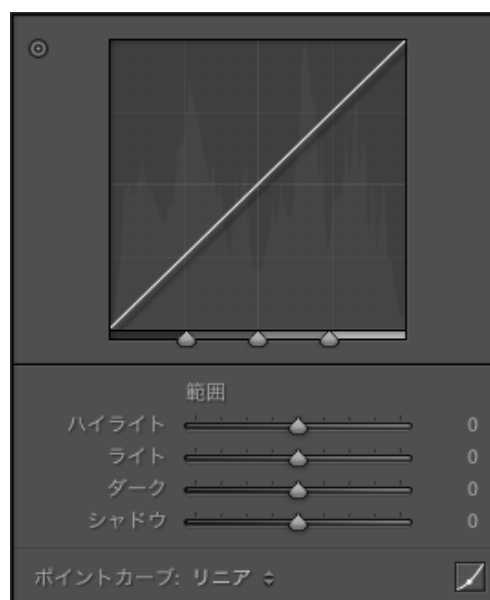 範囲
ハイライト 0
ライト 0
ダーク 0
シャドウ 0
ポイントカーブ: リニア